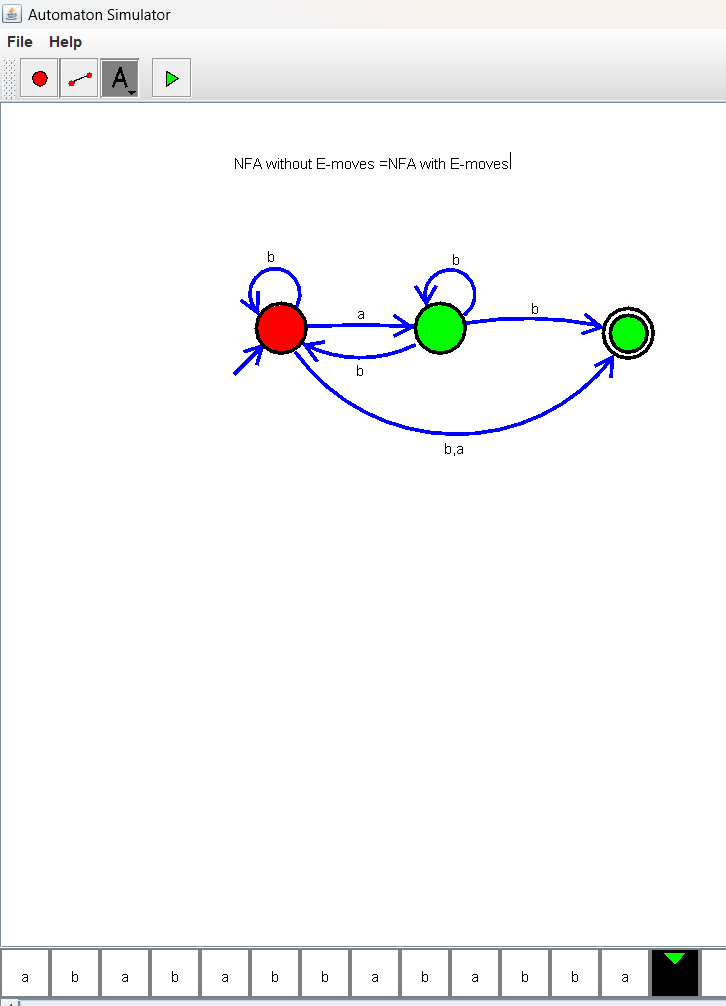 Automaton Simulator
File Help
A
NFA without E-moves =NFA with E-moves
b
b
a
b
b
b,a
a b a b a b b a b a b b a